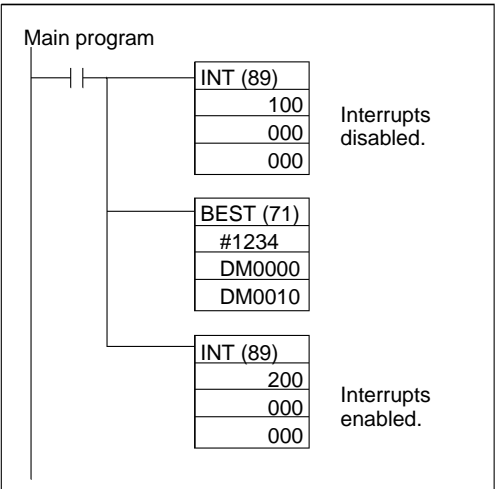 Main program
INT (89)
100
000
000
Interrupts
disabled.
BEST (71)
#1234
DM0000
DM0010
INT (89)
200
000
000
Interrupts
enabled.